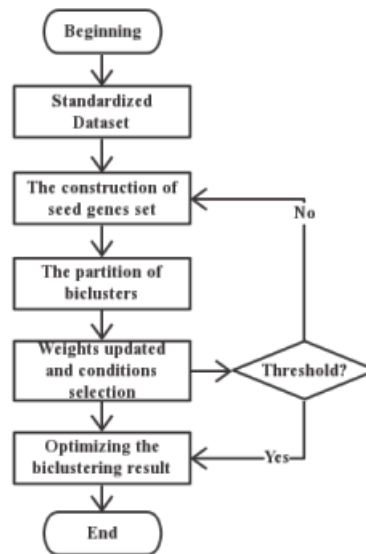 Beginning
Standardized
Dataset
The construction of
seed genes set
No
The partition of
biclusters
Weights updated
and conditions
selection
Threshold?
Optimizing the
biclustering result
Yes
End